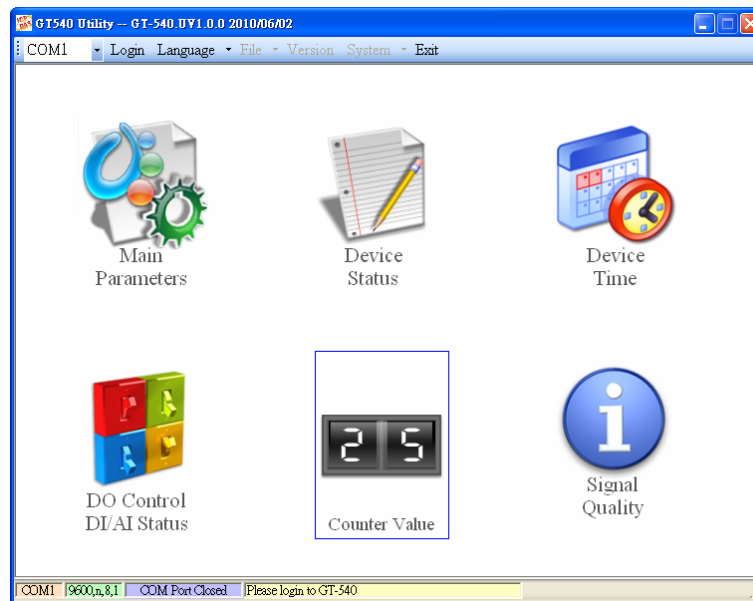 GT540 Utility -- GT-540.UV1.0.0 2010/06/02
COM1 Login Language File Version System Exit
Main
Parameters
Device
Status
Device
Time
DO Control
DI/AI Status
25
Counter Value
Signal
Quality
COM1 9600,n,8,1 COM Port Closed Please login to GT-540